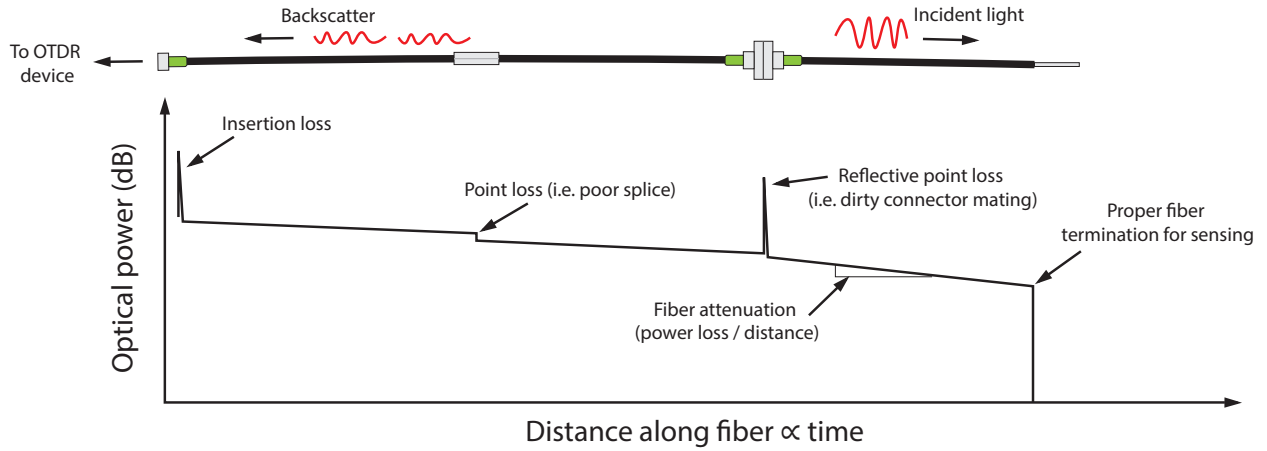 Backscatter
Incident light
To OTDR
device
Insertion loss
Point loss (i.e. poor splice)
Reflective point loss
(i.e. dirty connector mating)
Proper fiber
termination for sensing
Fiber attenuation
(power loss / distance)
Optical power (dB)
Distance along fiber ∝ time